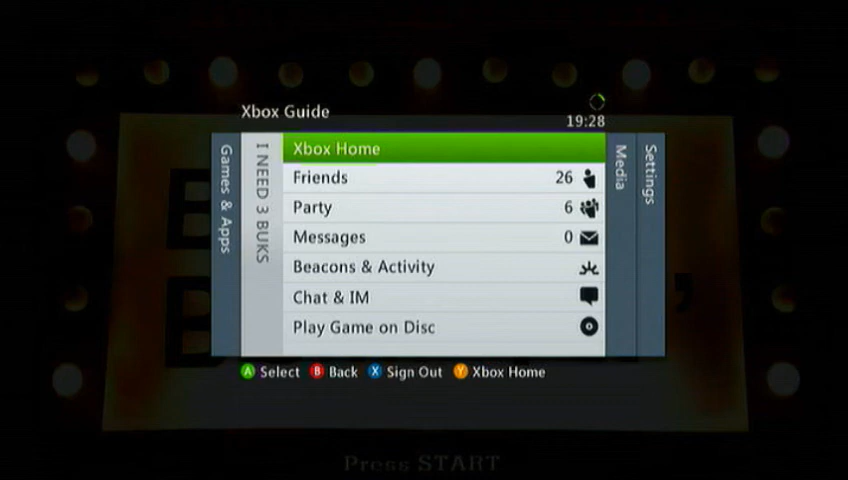 Xbox Guide
19:28
Games & Apps
I NEED 3 BUKS
Xbox Home
Friends 26
Party 6
Messages 0
Beacons & Activity
Chat & IM
Play Game on Disc
Media
Settings
A Select B Back X Sign Out Y Xbox Home
Press START